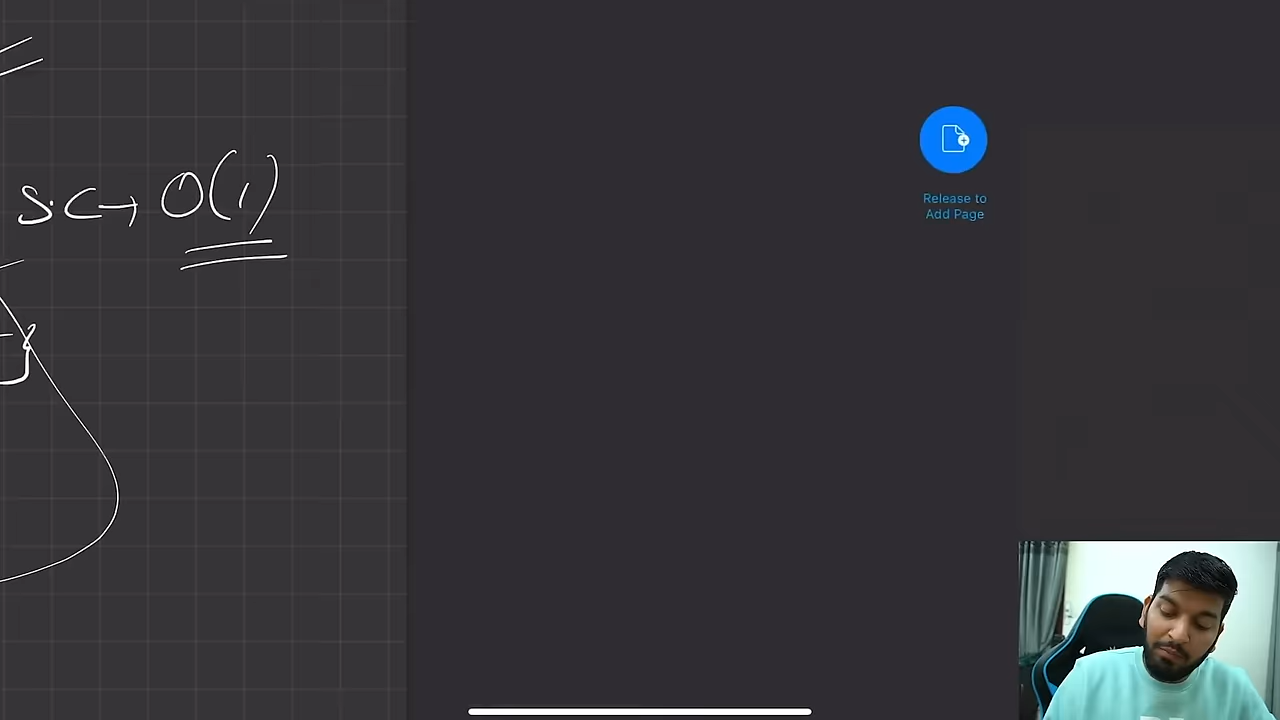 S.C → O(1)
Release to
Add Page
}